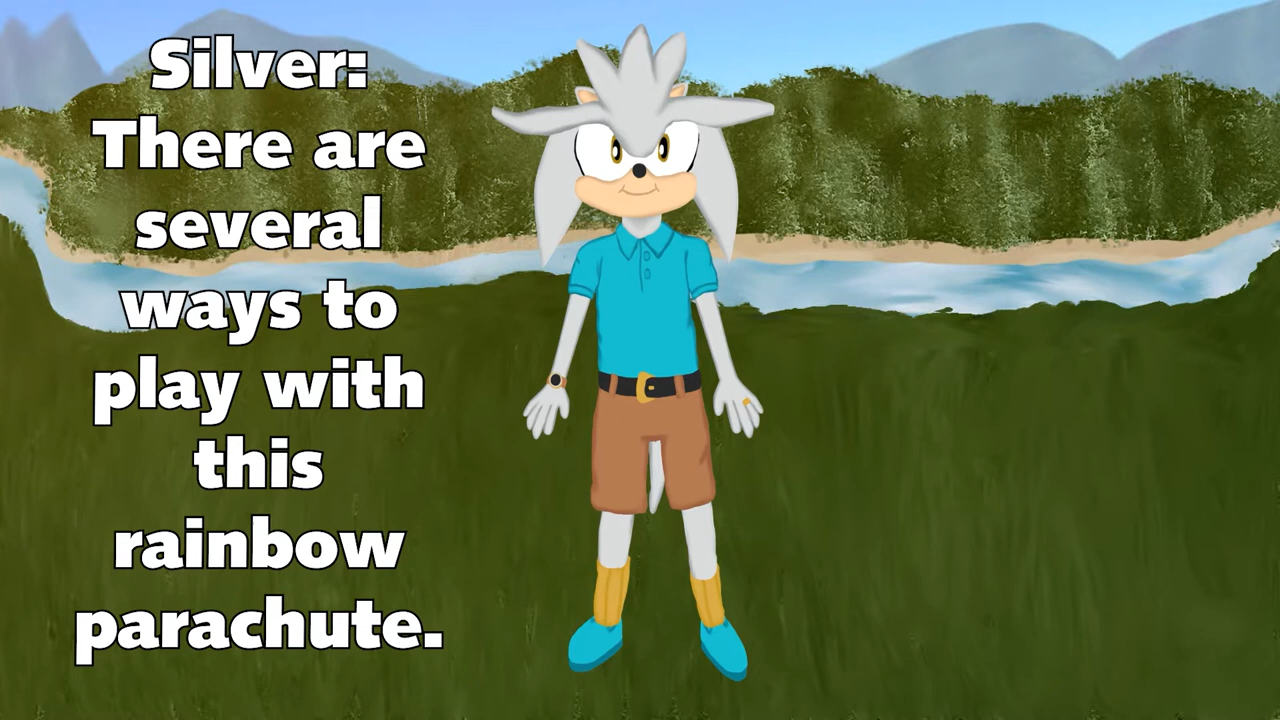 Silver:
There are
several
ways to
play with
this
rainbow
parachute.